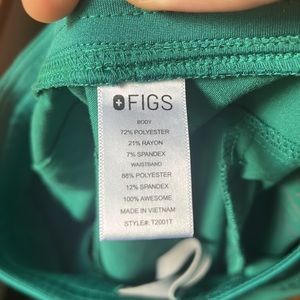 FIGS
BODY
72% POLYESTER
21% RAYON
7% SPANDEX
WAISTBAND
88% POLYESTER
12% SPANDEX
100% AWESOME
MADE IN VIETNAM
STYLE#: T2001T